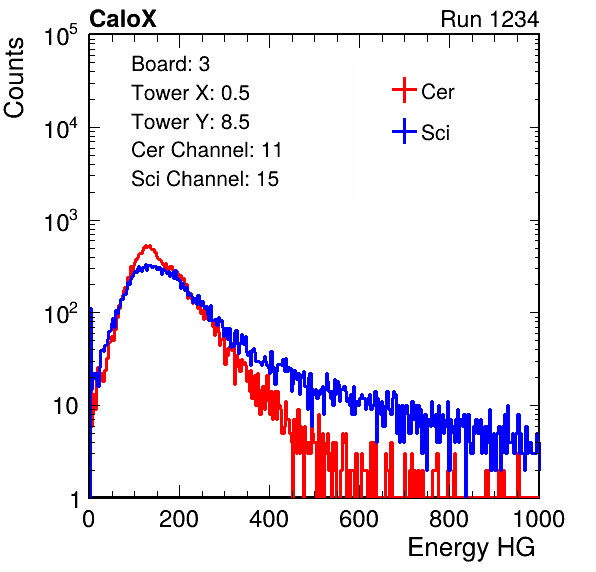 CaloX Run 1234
Counts
Board: 3
Tower X: 0.5
Tower Y: 8.5
Cer Channel: 11
Sci Channel: 15
Cer
Sci
10^5
10^4
10^3
10^2
10
1
0 200 400 600 800 1000
Energy HG